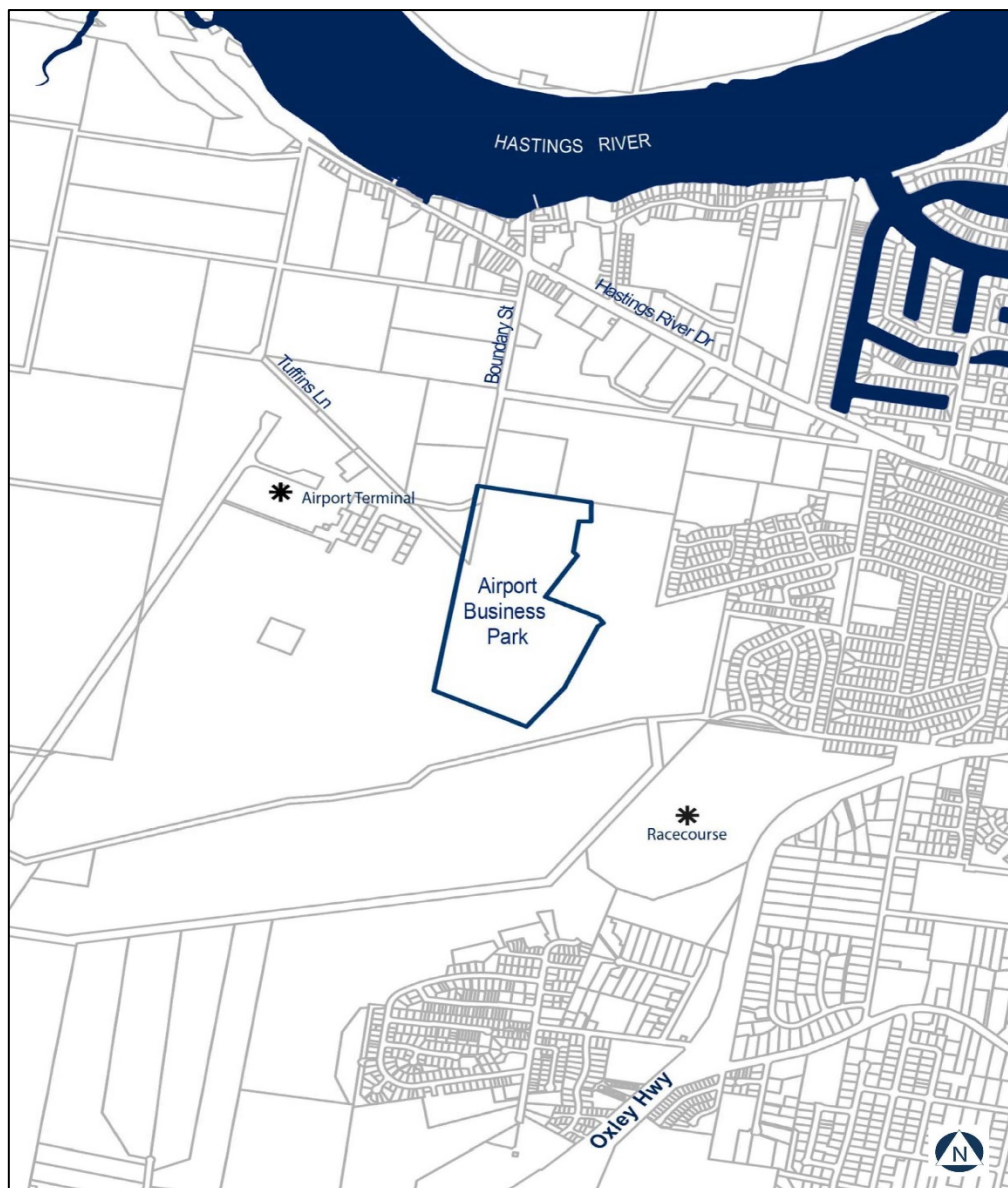 HASTINGS RIVER
Hastings River Dr
Boundary St
Tuffins Ln
Airport Terminal
Airport
Business
Park
Racecourse
Oxley Hwy
N